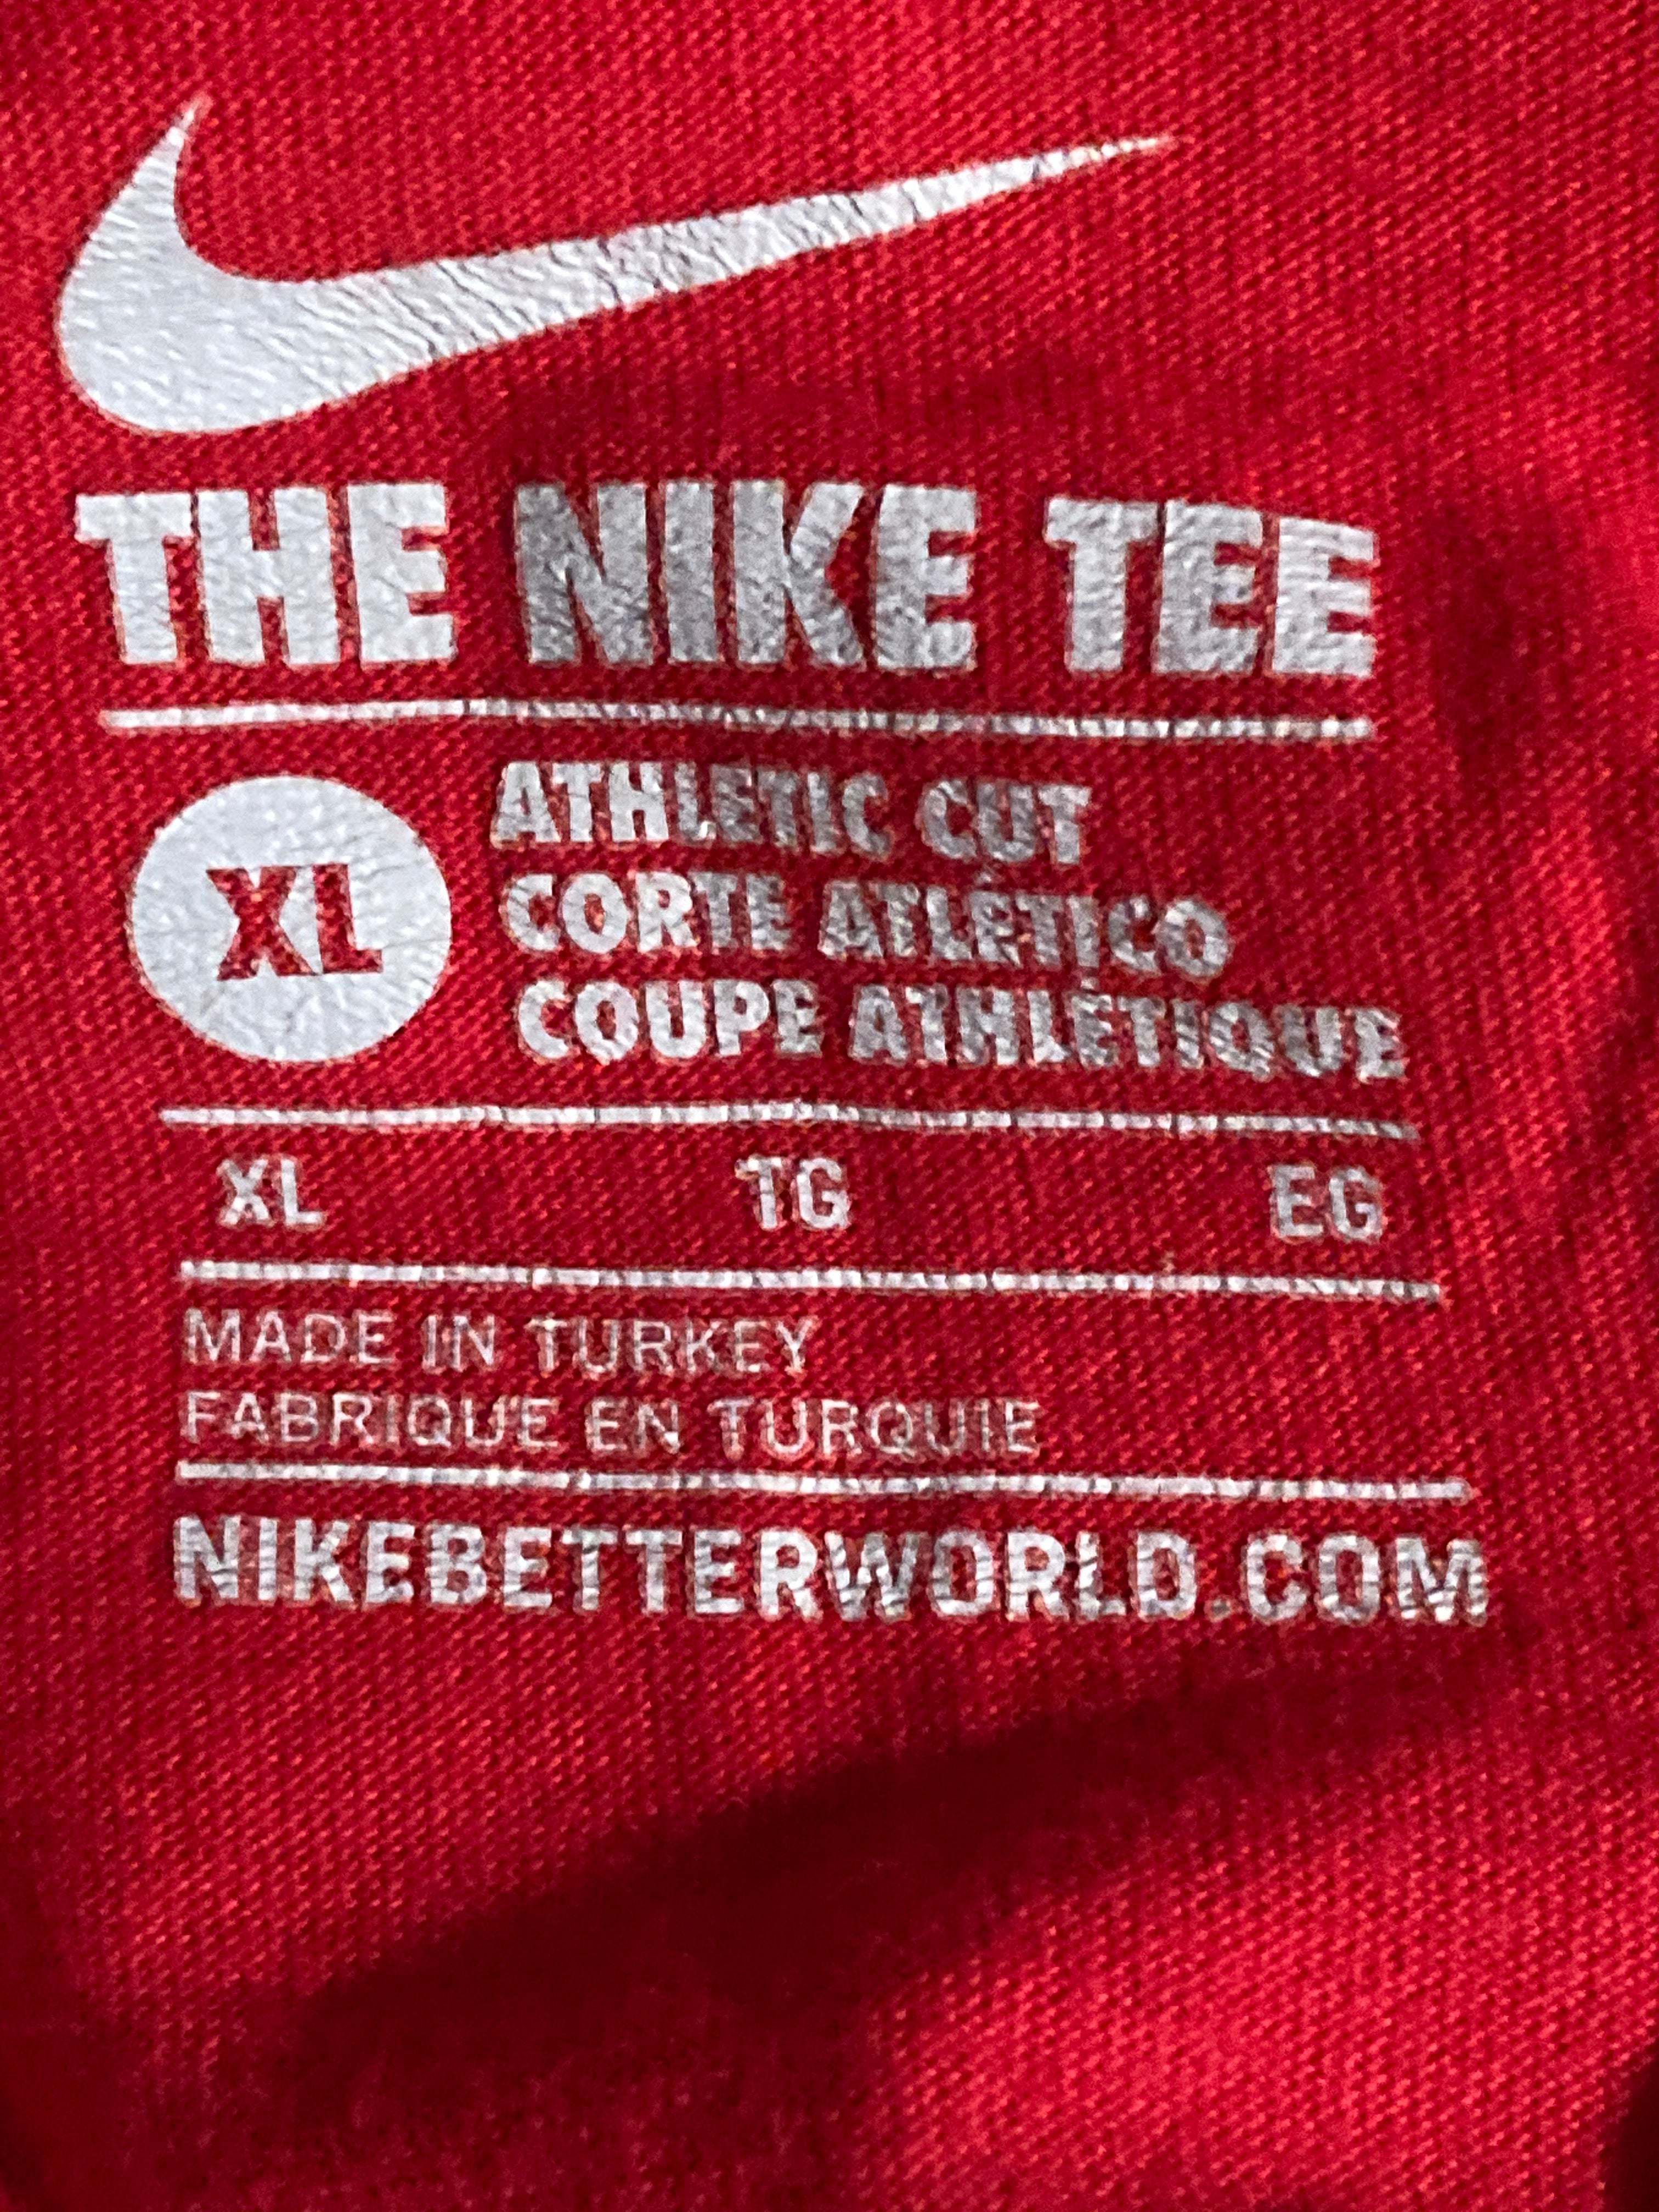 THE NIKE TEE
XL
ATHLETIC CUT
CORTE ATLÉTICO
COUPE ATHLÉTIQUE
XL TG EG
MADE IN TURKEY
FABRIQUE EN TURQUIE
NIKEBETTERWORLD.COM